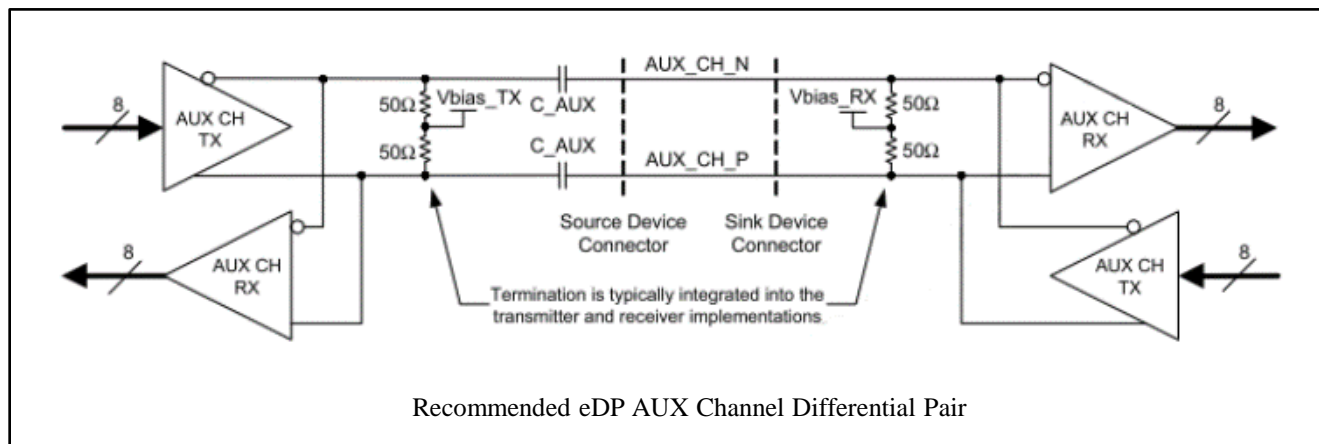 AUX_CH_N
8
AUX CH
TX
50Ω
Vbias_TX
C_AUX
Vbias_RX
50Ω
AUX CH
RX
8
50Ω
C_AUX
AUX_CH_P
50Ω
8
AUX CH
RX
Source Device
Connector
Sink Device
Connector
AUX CH
TX
8
Termination is typically integrated into the
transmitter and receiver implementations.
Recommended eDP AUX Channel Differential Pair